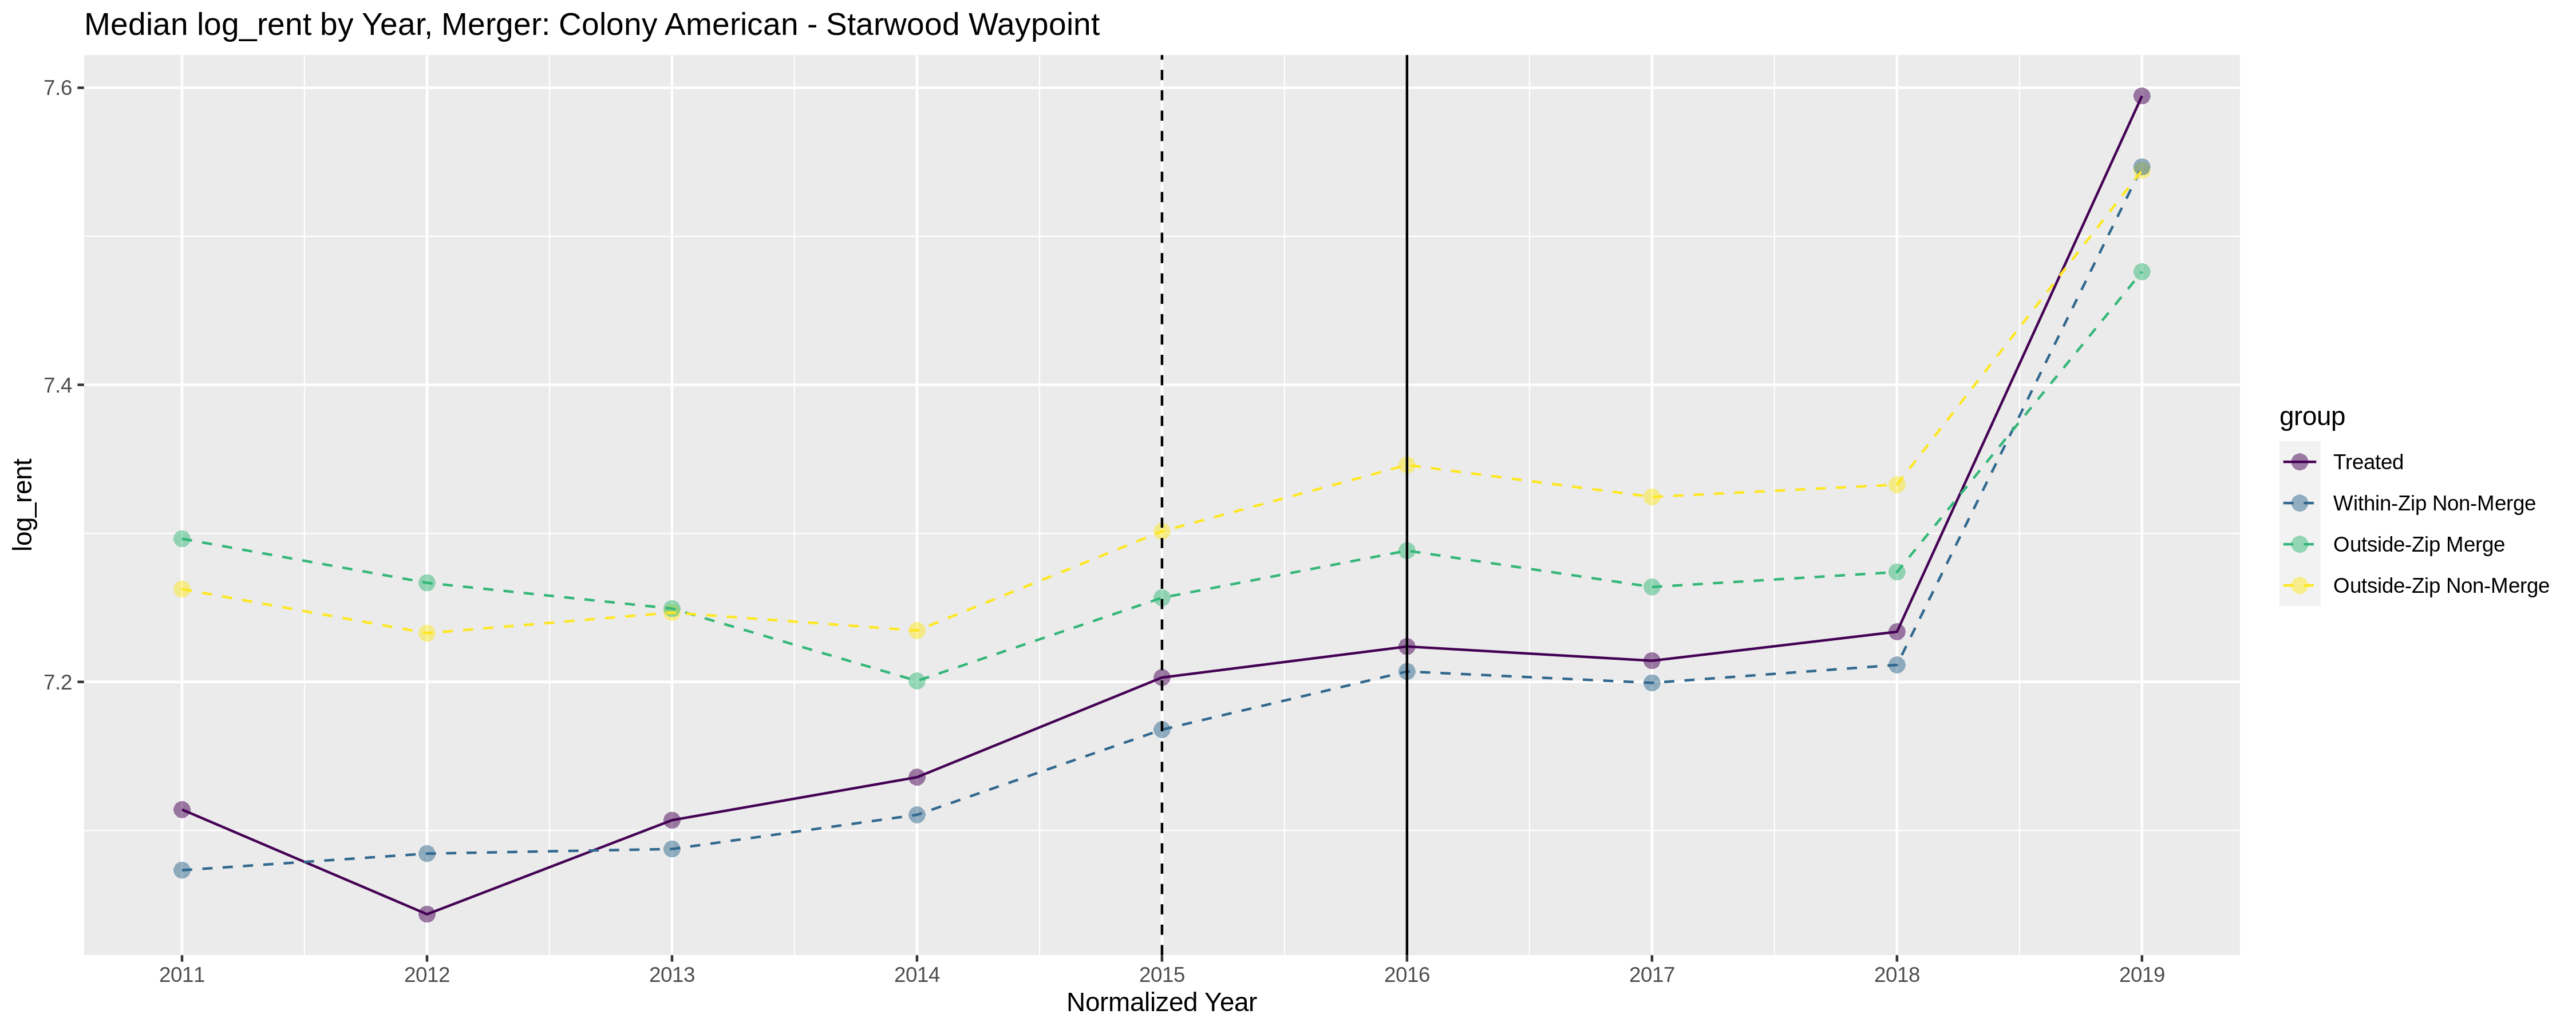 Median log_rent by Year, Merger: Colony American - Starwood Waypoint
7.6
7.4
7.2
log_rent
2011 2012 2013 2014 2015 2016 2017 2018 2019
Normalized Year
group
Treated
Within-Zip Non-Merge
Outside-Zip Merge
Outside-Zip Non-Merge